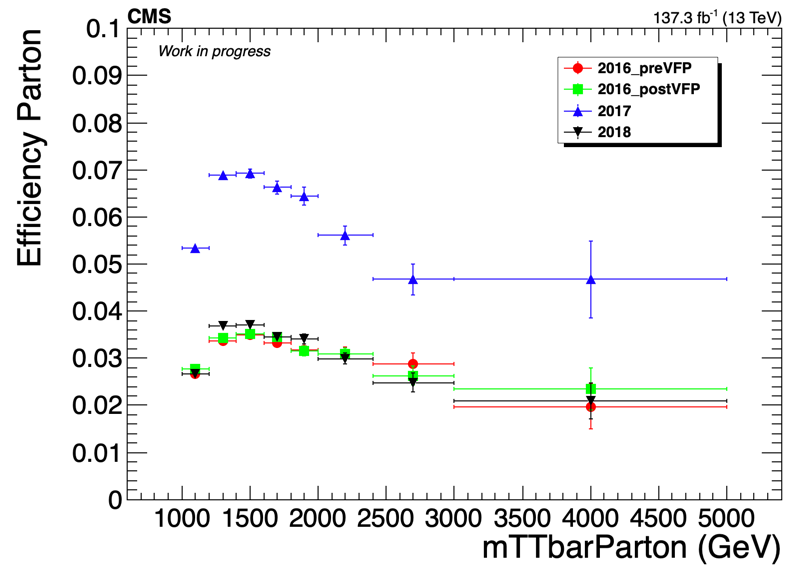 CMS
137.3 fb⁻¹ (13 TeV)
Work in progress
Efficiency Parton
0.1
0.09
0.08
0.07
0.06
0.05
0.04
0.03
0.02
0.01
0
2016_preVFP
2016_postVFP
2017
2018
1000 1500 2000 2500 3000 3500 4000 4500 5000
mTTbarParton (GeV)